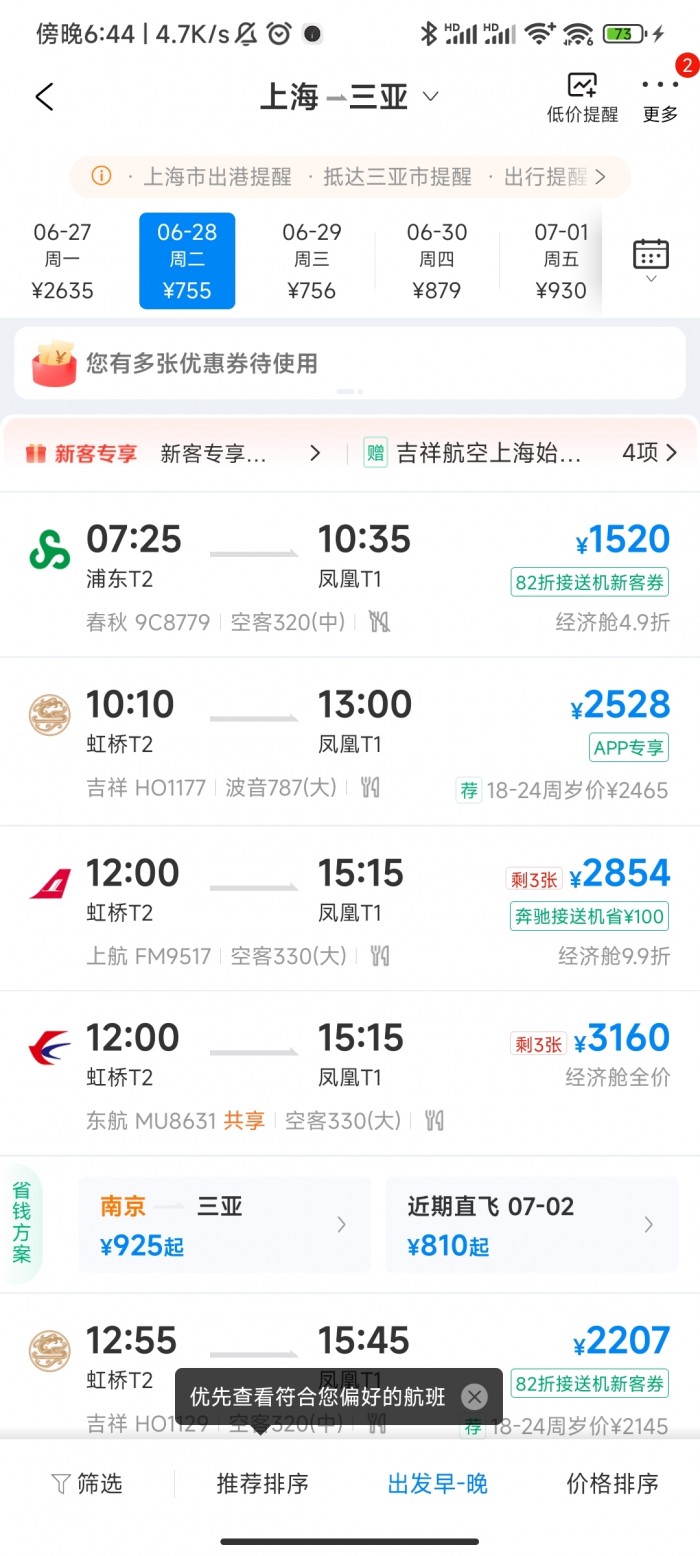 傍晚6:44 | 4.7K/s HD HD 6 73
上海 三亚 低价提醒 更多 2
· 上海市出港提醒 · 抵达三亚市提醒 · 出行提醒
06-27 06-28 06-29 06-30 07-01
周一 周二 周三 周四 周五
¥2635 ¥755 ¥756 ¥879 ¥930
您有多张优惠券待使用
新客专享 新客专享... 赠 吉祥航空上海始... 4项
07:25 10:35 ¥1520
浦东T2 凤凰T1 82折接送机新客券
春秋 9C8779 空客320(中) 经济舱4.9折
10:10 13:00 ¥2528
虹桥T2 凤凰T1 APP专享
吉祥 HO1177 波音787(大) 荐 18-24周岁价¥2465
12:00 15:15 剩3张 ¥2854
虹桥T2 凤凰T1 奔驰接送机省¥100
上航 FM9517 空客330(大) 经济舱9.9折
12:00 15:15 剩3张 ¥3160
虹桥T2 凤凰T1 经济舱全价
东航 MU8631 共享 空客330(大)
省钱方案
南京 三亚 近期直飞 07-02
¥925起 ¥810起
12:55 15:45 ¥2207
虹桥T2 凤凰T1 82折接送机新客券
优先查看符合您偏好的航班
吉祥 HO1129 空客320(中) 荐 18-24周岁价¥2145
筛选 推荐排序 出发早-晚 价格排序